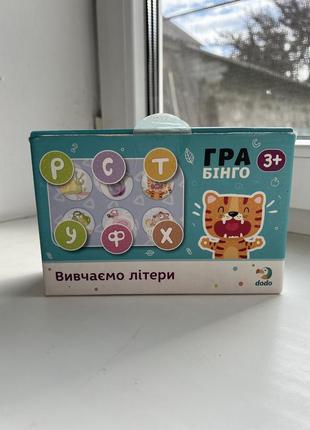 Р С Т
У Ф Х
ГРА
БІНГО
3+
Вивчаємо літери
dodo